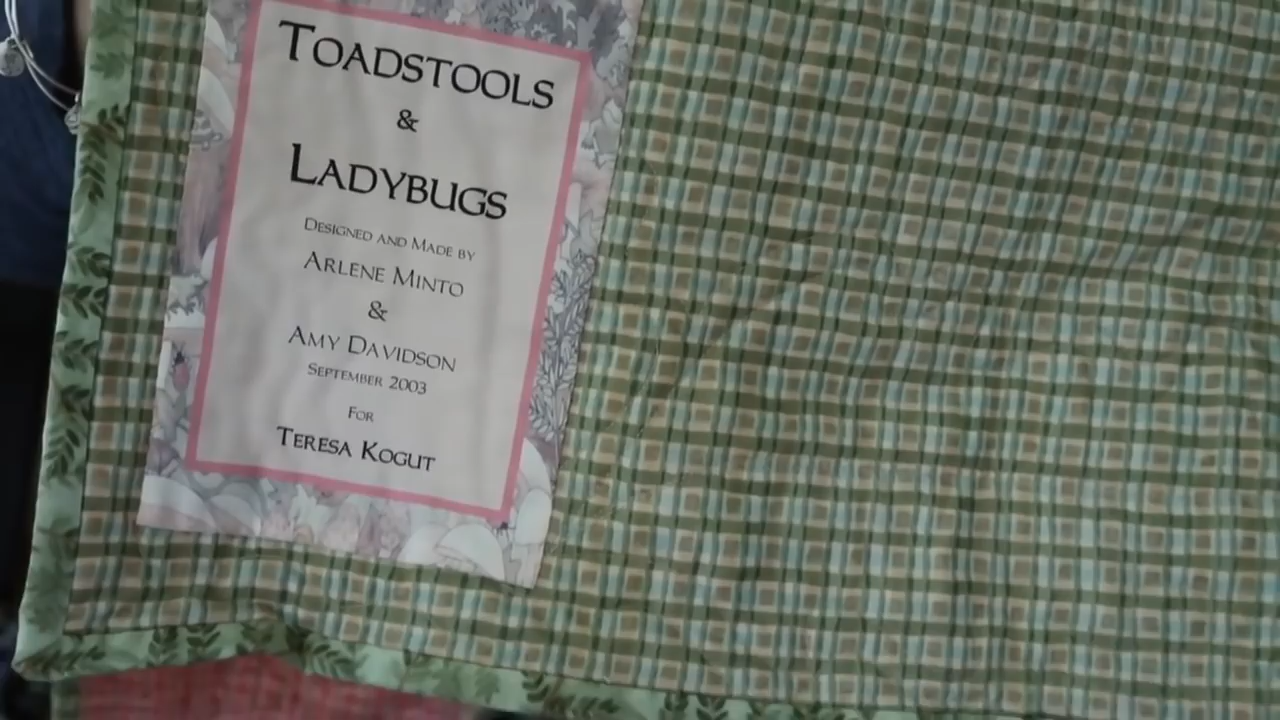 TOADSTOOLS
&
LADYBUGS
DESIGNED AND MADE BY
ARLENE MINTO
&
AMY DAVIDSON
SEPTEMBER 2003
FOR
TERESA KOGUT